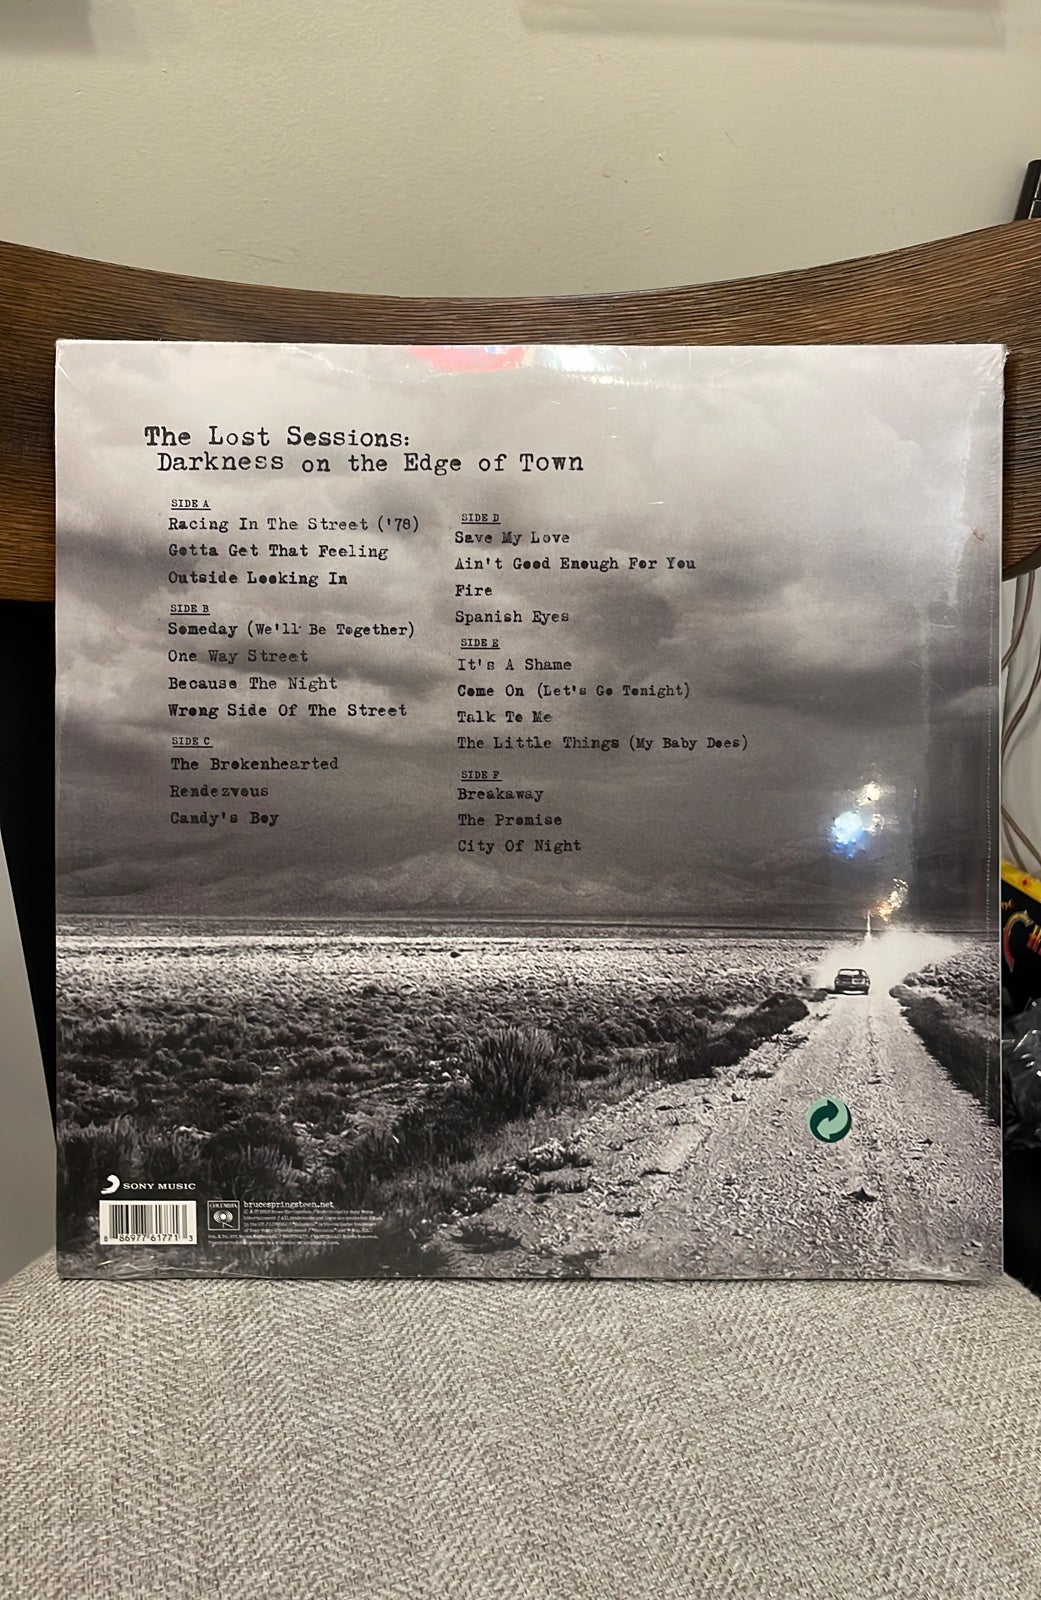 The Lost Sessions:
Darkness on the Edge of Town
SIDE A
Racing In The Street ('78)
Gotta Get That Feeling
Outside Looking In
SIDE B
Someday (We'll Be Together)
One Way Street
Because The Night
Wrong Side Of The Street
SIDE C
The Brokenhearted
Rendezvous
Candy's Boy
SIDE D
Save My Love
Ain't Good Enough For You
Fire
Spanish Eyes
SIDE E
It's A Shame
Come On (Let's Go Tonight)
Talk To Me
The Little Things (My Baby Does)
SIDE F
Breakaway
The Promise
City Of Night
SONY MUSIC
8 86977 61771 3
COLUMBIA
brucespringsteen.net